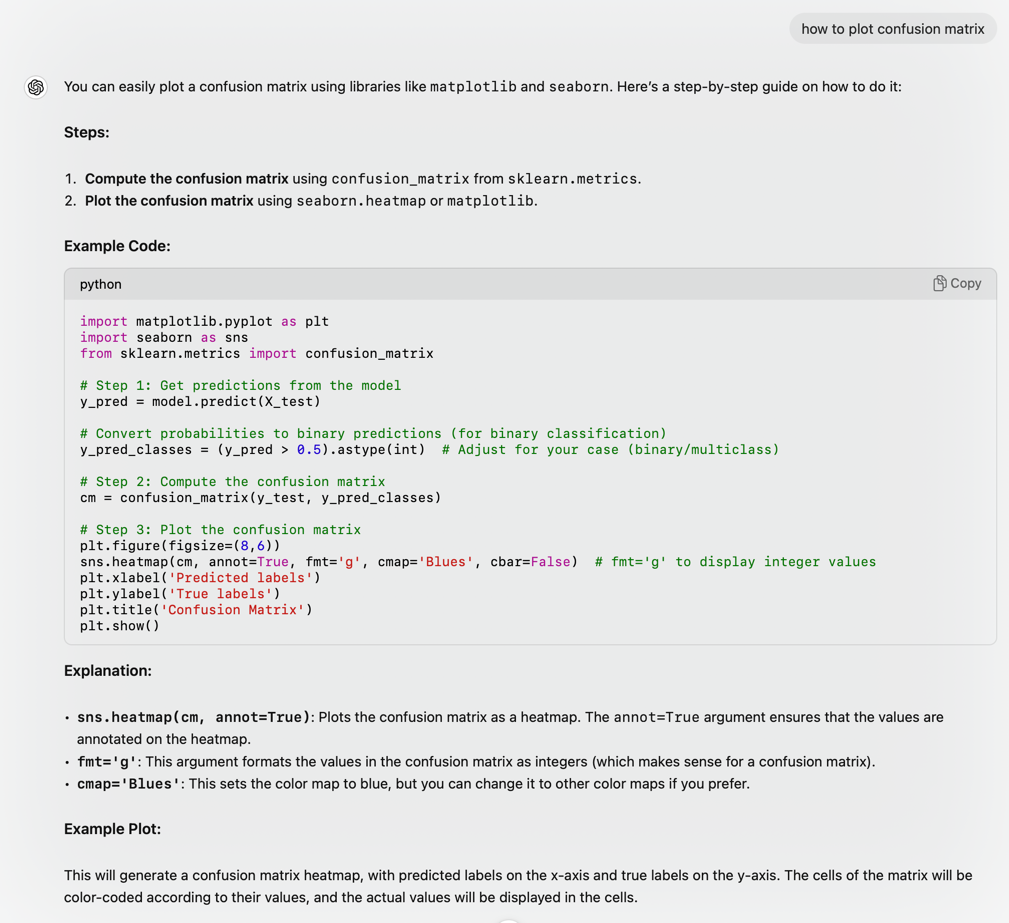 how to plot confusion matrix
You can easily plot a confusion matrix using libraries like matplotlib and seaborn. Here's a step-by-step guide on how to do it:
Steps:
1. Compute the confusion matrix using confusion_matrix from sklearn.metrics.
2. Plot the confusion matrix using seaborn.heatmap or matplotlib.
Example Code:
python
Copy
import matplotlib.pyplot as plt
import seaborn as sns
from sklearn.metrics import confusion_matrix
# Step 1: Get predictions from the model
y_pred = model.predict(X_test)
# Convert probabilities to binary predictions (for binary classification)
y_pred_classes = (y_pred > 0.5).astype(int)  # Adjust for your case (binary/multiclass)
# Step 2: Compute the confusion matrix
cm = confusion_matrix(y_test, y_pred_classes)
# Step 3: Plot the confusion matrix
plt.figure(figsize=(8,6))
sns.heatmap(cm, annot=True, fmt='g', cmap='Blues', cbar=False)  # fmt='g' to display integer values
plt.xlabel('Predicted labels')
plt.ylabel('True labels')
plt.title('Confusion Matrix')
plt.show()
Explanation:
• sns.heatmap(cm, annot=True): Plots the confusion matrix as a heatmap. The annot=True argument ensures that the values are
annotated on the heatmap.
• fmt='g': This argument formats the values in the confusion matrix as integers (which makes sense for a confusion matrix).
• cmap='Blues': This sets the color map to blue, but you can change it to other color maps if you prefer.
Example Plot:
This will generate a confusion matrix heatmap, with predicted labels on the x-axis and true labels on the y-axis. The cells of the matrix will be
color-coded according to their values, and the actual values will be displayed in the cells.